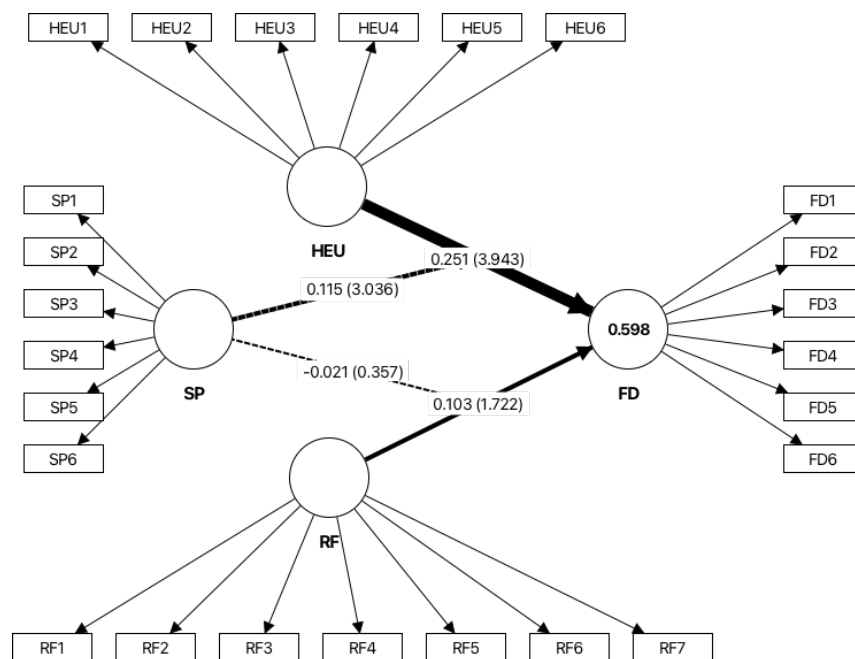 HEU1 HEU2 HEU3 HEU4 HEU5 HEU6
SP1
SP2
SP3
SP4
SP5
SP6
HEU
0.251 (3.943)
0.115 (3.036)
SP
-0.021 (0.357)
0.103 (1.722)
RF
0.598
FD
FD1
FD2
FD3
FD4
FD5
FD6
RF1 RF2 RF3 RF4 RF5 RF6 RF7